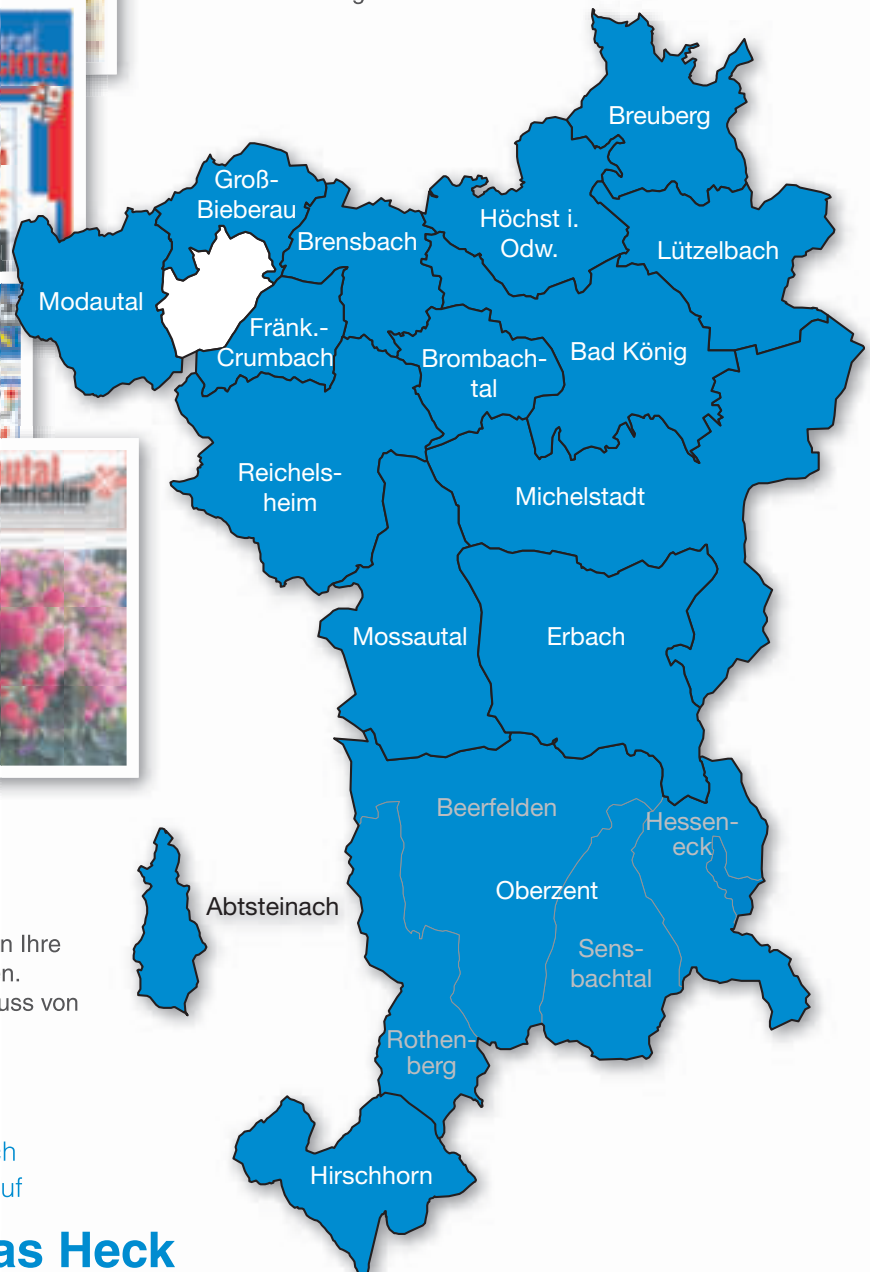 Breuberg
Groß-
Bieberau
Höchst i.
Odw.
Brensbach
Lützelbach
Modautal
Fränk.-
Crumbach
Brombach-
tal
Bad König
Reichels-
heim
Michelstadt
Mossautal
Erbach
Beerfelden
Hessen-
eck
Oberzent
Abtsteinach
Sens-
bachtal
n Ihre
n.
uss von
Rothen-
berg
ch
uf
Hirschhorn
as Heck